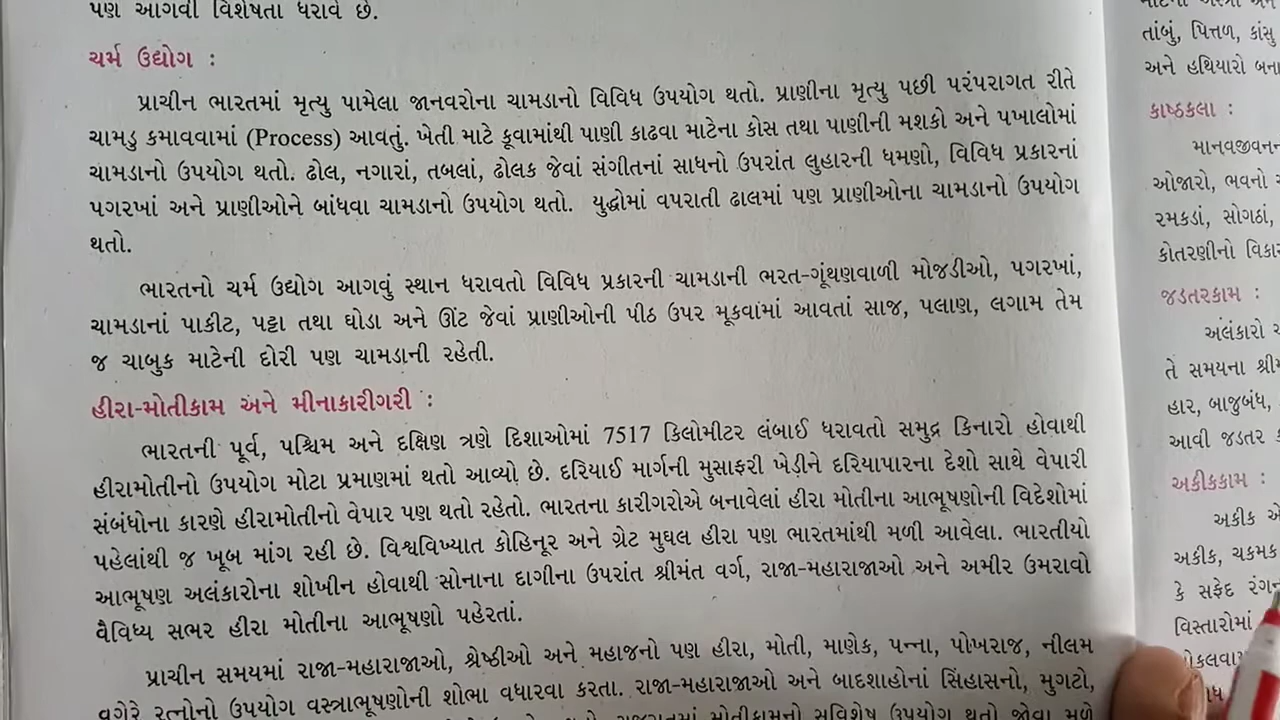 પણ આગવી વિશેષતા ધરાવે છે.
ચર્મ ઉદ્યોગ :
પ્રાચીન ભારતમાં મૃત્યુ પામેલા જાનવરોના ચામડાનો વિવિધ ઉપયોગ થતો. પ્રાણીના મૃત્યુ પછી પરંપરાગત રીતે
ચામડુ કમાવવામાં (Process) આવતું. ખેતી માટે કૂવામાંથી પાણી કાઢવા માટેના કોસ તથા પાણીની મશકો અને પખાલોમાં
ચામડાનો ઉપયોગ થતો. ઢોલ, નગારાં, તબલાં, ઢોલક જેવાં સંગીતનાં સાધનો ઉપરાંત લુહારની ધમણો, વિવિધ પ્રકારનાં
પગરખાં અને પ્રાણીઓને બાંધવા ચામડાનો ઉપયોગ થતો. યુદ્ધોમાં વપરાતી ઢાલમાં પણ પ્રાણીઓના ચામડાનો ઉપયોગ
થતો.
ભારતનો ચર્મ ઉદ્યોગ આગવું સ્થાન ધરાવતો વિવિધ પ્રકારની ચામડાની ભરત-ગૂંથણવાળી મોજડીઓ, પગરખાં,
ચામડાનાં પાકીટ, પટ્ટા તથા ઘોડા અને ઊંટ જેવાં પ્રાણીઓની પીઠ ઉપર મૂકવામાં આવતાં સાજ, પલાણ, લગામ તેમ
જ ચાબુક માટેની દોરી પણ ચામડાની રહેતી.
હીરા-મોતીકામ અને મીનાકારીગરી :
ભારતની પૂર્વ, પશ્ચિમ અને દક્ષિણ ત્રણે દિશાઓમાં 7517 કિલોમીટર લંબાઈ ધરાવતો સમુદ્ર કિનારો હોવાથી
હીરામોતીનો ઉપયોગ મોટા પ્રમાણમાં થતો આવ્યો છે. દરિયાઈ માર્ગની મુસાફરી ખેડીને દરિયાપારના દેશો સાથે વેપારી
સંબંધોના કારણે હીરામોતીનો વેપાર પણ થતો રહેતો. ભારતના કારીગરોએ બનાવેલાં હીરા મોતીના આભૂષણોની વિદેશોમાં
પહેલાંથી જ ખૂબ માંગ રહી છે. વિશ્વવિખ્યાત કોહિનૂર અને ગ્રેટ મુઘલ હીરા પણ ભારતમાંથી મળી આવેલા. ભારતીયો
આભૂષણ અલંકારોના શોખીન હોવાથી સોનાના દાગીના ઉપરાંત શ્રીમંત વર્ગ, રાજા-મહારાજાઓ અને અમીર ઉમરાવો
વૈવિધ્ય સભર હીરા મોતીના આભૂષણો પહેરતાં.
પ્રાચીન સમયમાં રાજા-મહારાજાઓ, શ્રેષ્ઠીઓ અને મહાજનો પણ હીરા, મોતી, માણેક, પન્ના, પોખરાજ, નીલમ
વગેરે રત્નોનો ઉપયોગ વસ્ત્રાભૂષણોની શોભા વધારવા કરતા. રાજા-મહારાજાઓ અને બાદશાહોનાં સિંહાસનો, મુગટો,
મોતીકામનો સવિશેષ ઉપયોગ થતો જોવા મળે
તાંબું, પિત્તળ, કાંસુ
અને હથિયારો બના
કાષ્ઠકલા :
માનવજીવનન
ઓજારો, ભવનો
રમકડાં, સોગઠાં,
કોતરણીનો વિકા
જડતરકામ :
અલંકારો
તે સમયના શ્રીમ
હાર, બાજુબંધ,
આવી જડતર
અકીકકામ :
અકીક એ
અકીક, ચકમક
કે સફેદ રંગન
વિસ્તારોમાં